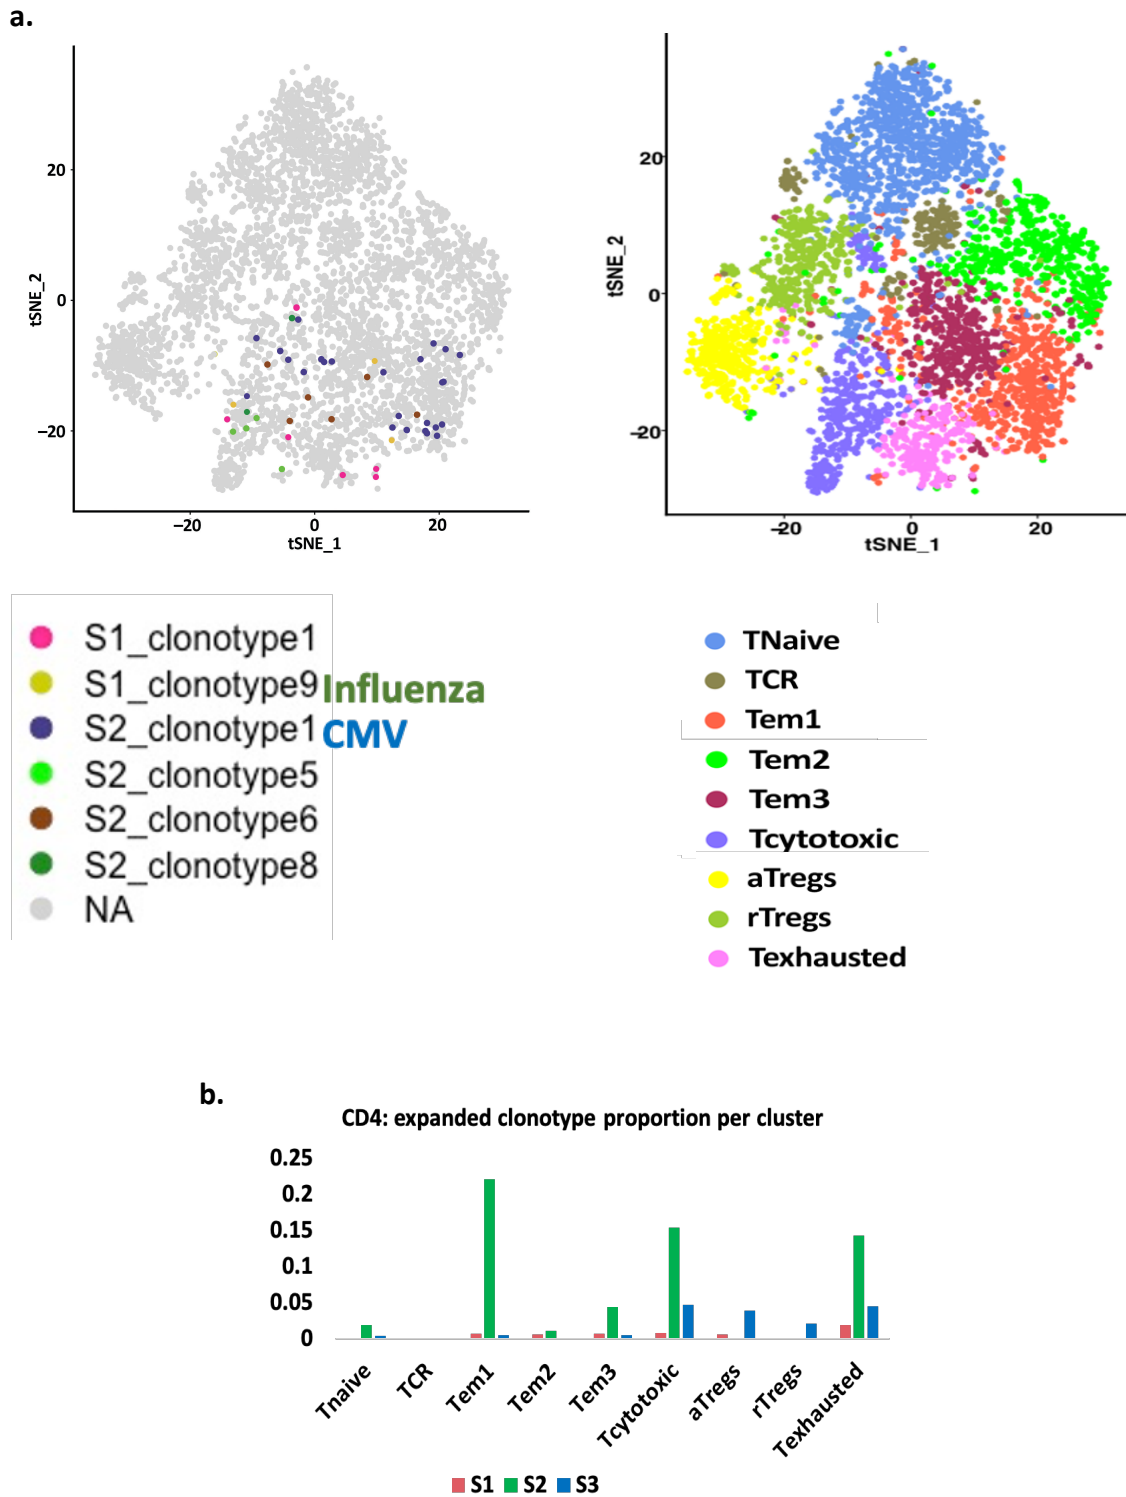 a.
20
0
−20
tSNE_2
−20
0
20
tSNE_1
20
0
−20
tSNE_2
−20
0
20
tSNE_1
S1_clonotype1
S1_clonotype9 Influenza
S2_clonotype1 CMV
S2_clonotype5
S2_clonotype6
S2_clonotype8
NA
TNaive
TCR
Tem1
Tem2
Tem3
Tcytotoxic
aTregs
rTregs
Texhausted
b.
CD4: expanded clonotype proportion per cluster
0.25
0.2
0.15
0.1
0.05
0
Tnaive
TCR
Tem1
Tem2
Tem3
Tcytotoxic
aTregs
rTregs
Texhausted
S1 S2 S3